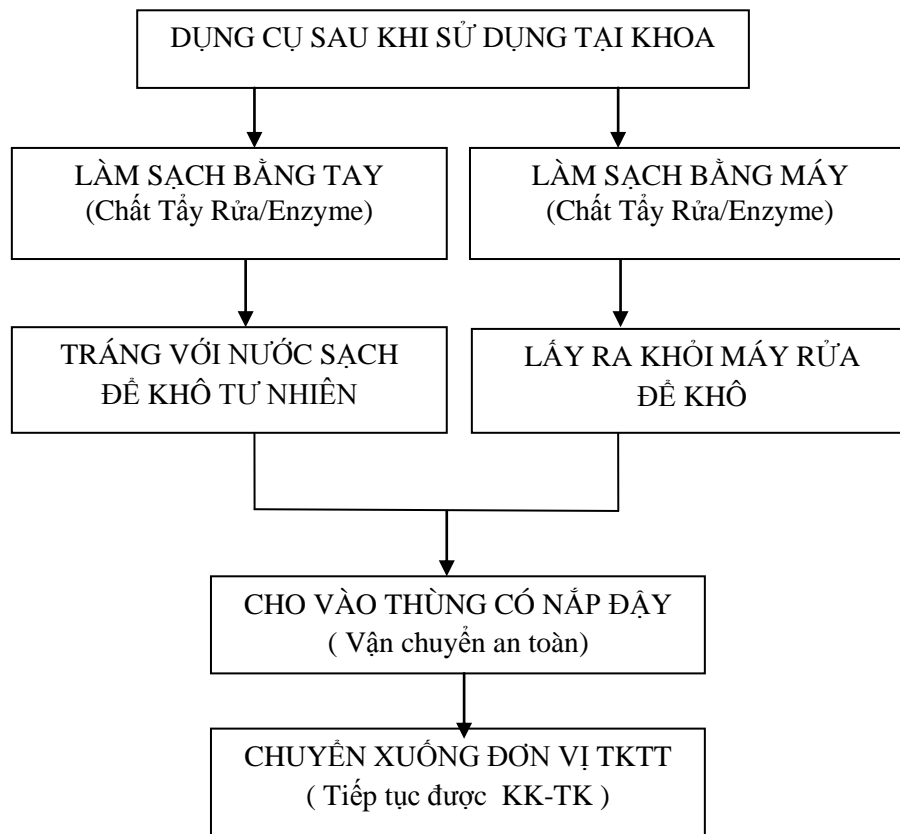 DỤNG CỤ SAU KHI SỬ DỤNG TẠI KHOA
LÀM SẠCH BẰNG TAY
(Chất Tẩy Rửa/Enzyme)
LÀM SẠCH BẰNG MÁY
(Chất Tẩy Rửa/Enzyme)
TRÁNG VỚI NƯỚC SẠCH
ĐỂ KHÔ TƯ NHIÊN
LẤY RA KHỎI MÁY RỬA
ĐỂ KHÔ
CHO VÀO THÙNG CÓ NẮP ĐẬY
( Vận chuyển an toàn)
CHUYỂN XUỐNG ĐƠN VỊ TKTT
( Tiếp tục được KK-TK )